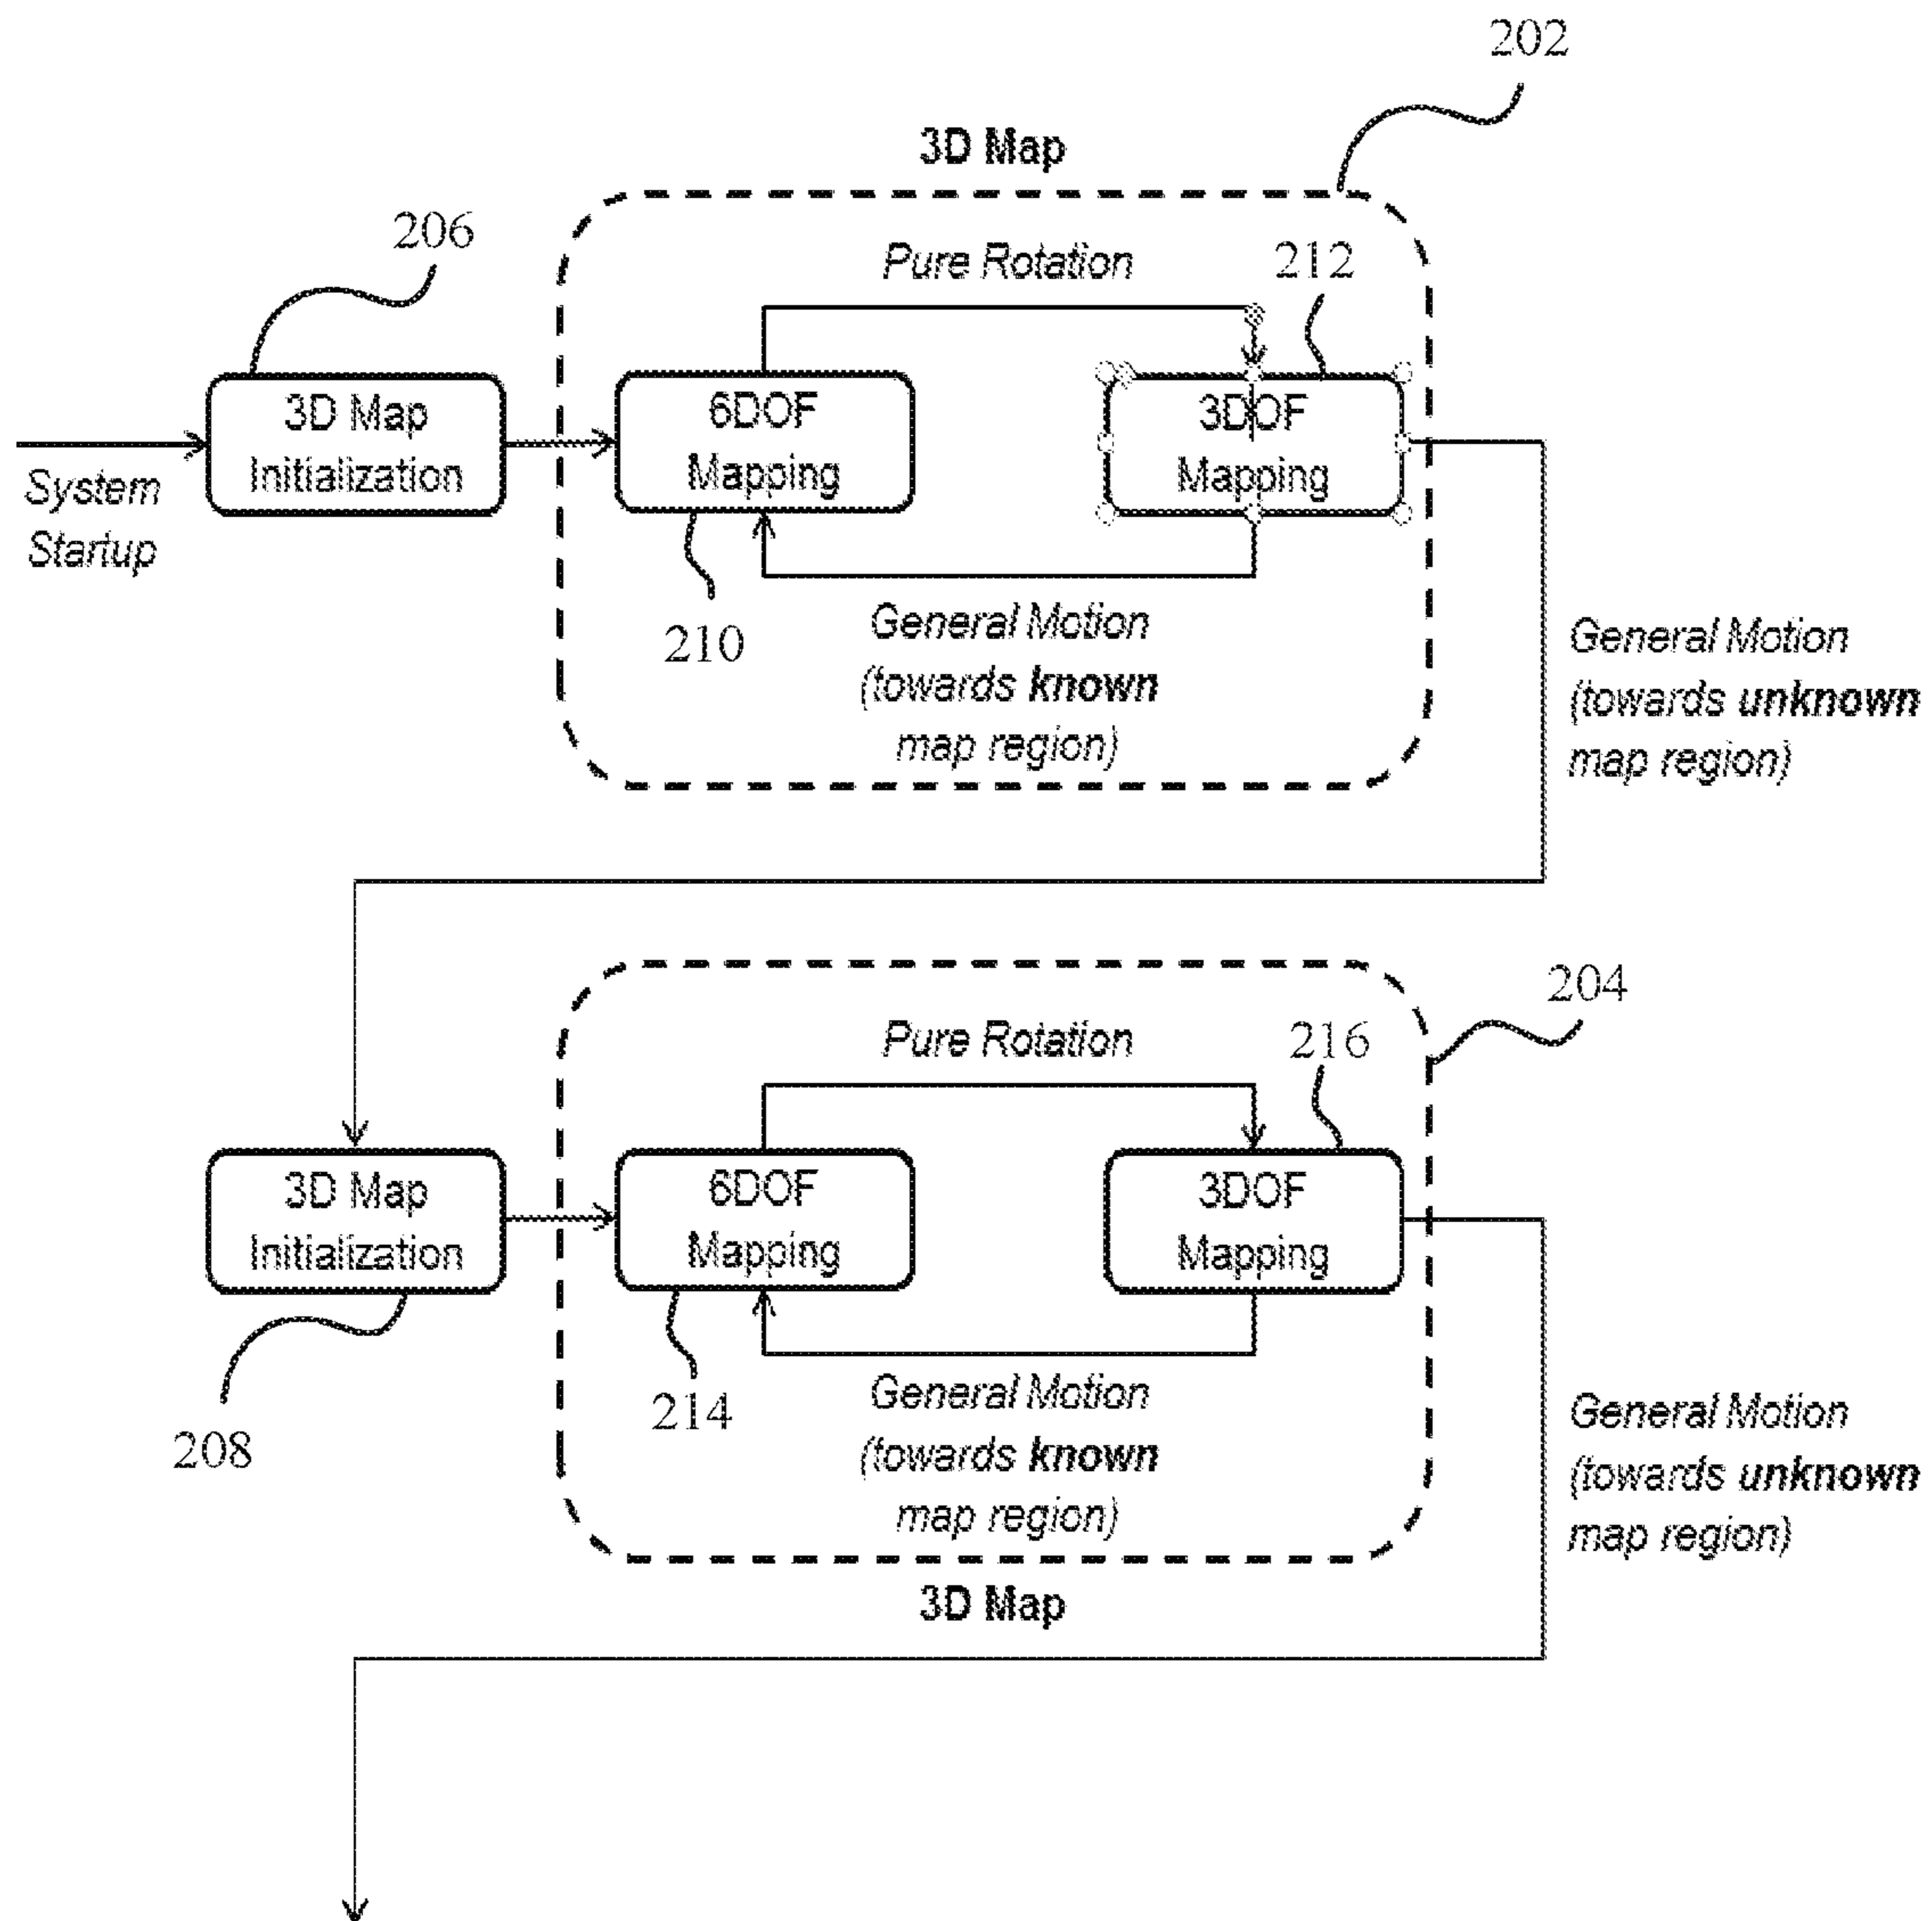 202
3D Map
206
Pure Rotation
212
3D Map
Initialization
6DOF
Mapping
3DOF
Mapping
System
Startup
210
General Motion
(towards known
map region)
General Motion
(towards unknown
map region)
204
Pure Rotation
216
3D Map
Initialization
6DOF
Mapping
3DOF
Mapping
208
214
General Motion
(towards known
map region)
General Motion
(towards unknown
map region)
3D Map